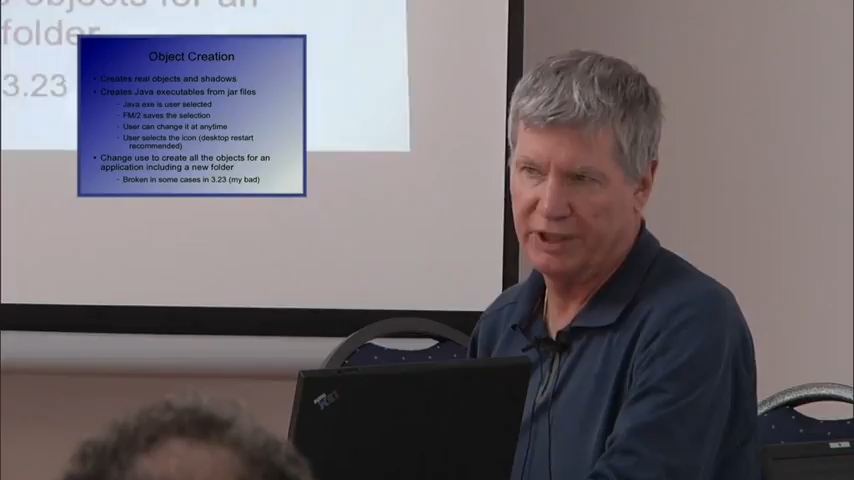 objects for an
folder
3.23
Object Creation
• Creates real objects and shadows
• Creates Java executables from jar files
– Java exe is user selected
– FM/2 saves the selection
– User can change it at anytime
– User selects the icon (desktop restart
recommended)
• Change use to create all the objects for an
application including a new folder
– Broken in some cases in 3.23 (my bad)